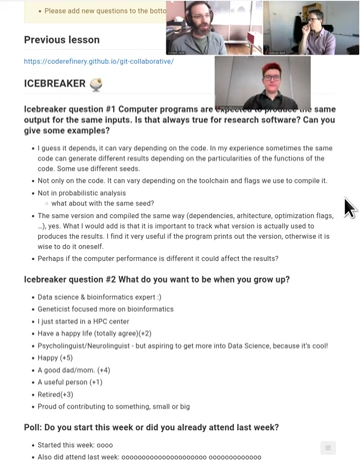 • Please add new questions to the botto
Previous lesson
https://coderefinery.github.io/git-collaborative/
ICEBREAKER
Icebreaker question #1 Computer programs are expected to produce the same
output for the same inputs. Is that always true for research software? Can you
give some examples?
• I guess it depends, it can vary depending on the code. In my experience sometimes the same
code can generate different results depending on the particularities of the functions of the
code. Some use different seeds.
• Not only on the code. It can vary depending on the toolchain and flags we use to compile it.
• Not in probabilistic analysis
○ what about with the same seed?
• The same version and compiled the same way (dependencies, arhitecture, optimization flags,
...), yes. What I would add is that it is important to track what version is actually used to
produces the results. I find it very useful if the program prints out the version, otherwise it is
wise to do it oneself.
• Perhaps if the computer performance is different it could affect the results?
Icebreaker question #2 What do you want to be when you grow up?
• Data science & bioinformatics expert :)
• Geneticist focused more on bioinformatics
• I just started in a HPC center
• Have a happy life (totally agree)(+2)
• Psycholinguist/Neurolinguist - but aspiring to get more into Data Science, because it's cool!
• Happy (+5)
• A good dad/mom. (+4)
• A useful person (+1)
• Retired(+3)
• Proud of contributing to something, small or big
Poll: Do you start this week or did you already attend last week?
• Started this week: oooo
• Also did attend last week: oooooooooooooooooooo ooooooooooooo